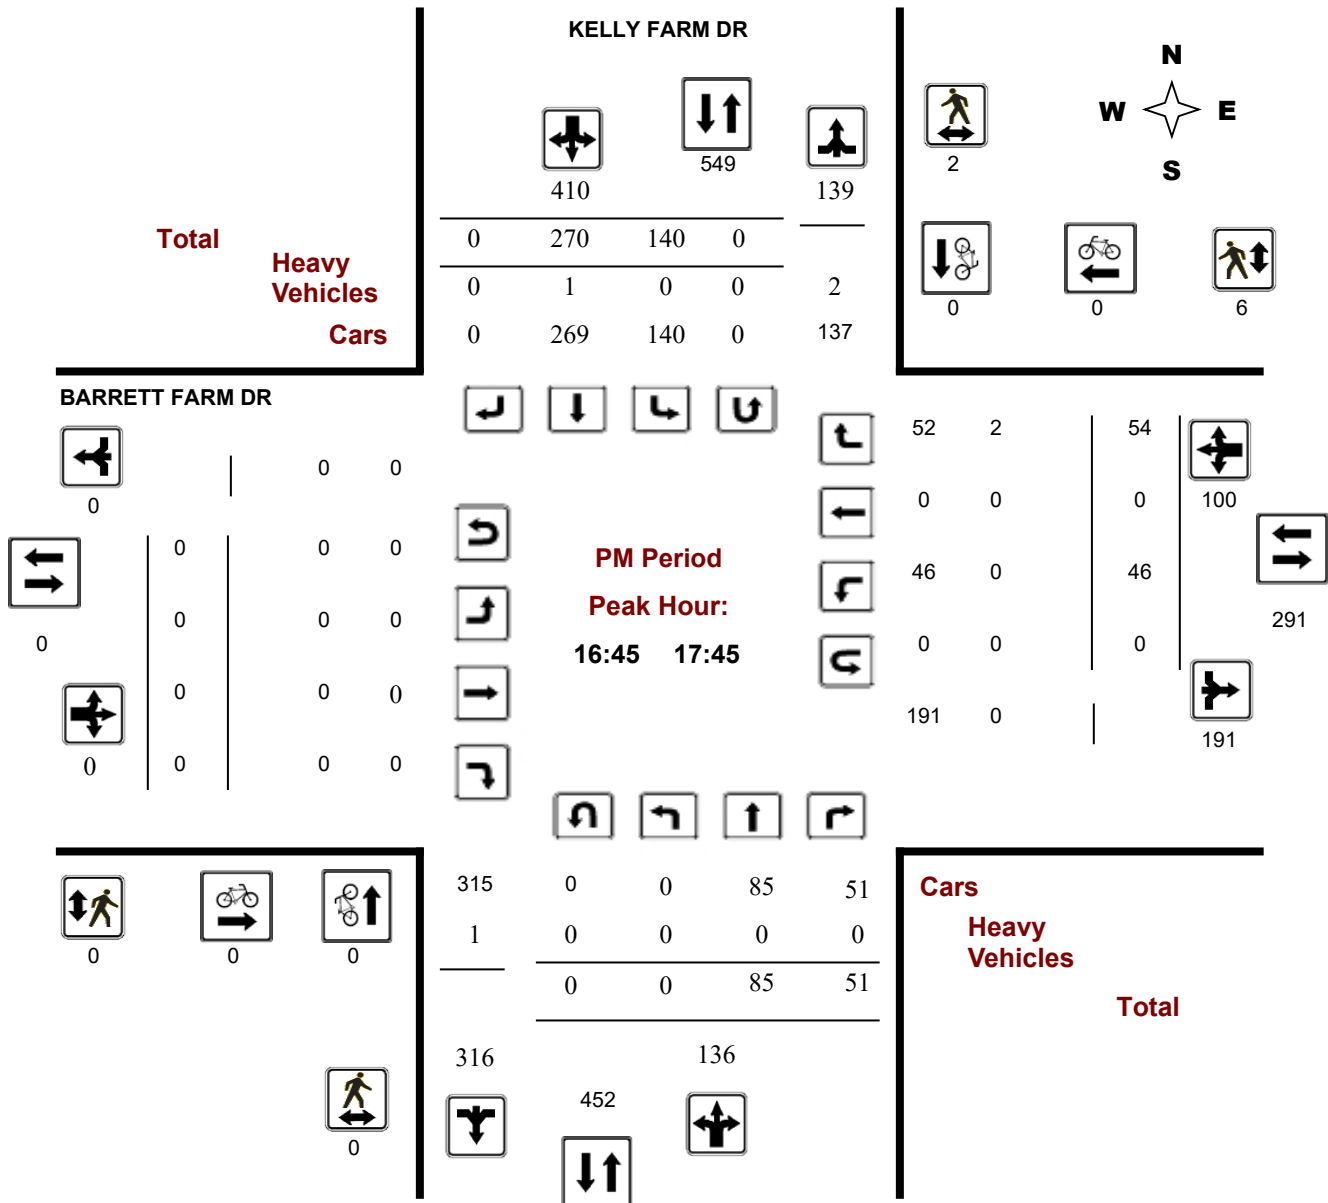 KELLY FARM DR
N
W E
S
549
2
410
139
Total
0 270 140 0
Heavy
Vehicles
0 1 0 0 2
0 0 6
Cars
0 269 140 0 137
BARRETT FARM DR
52 2 54
0 0
0
0 0 0
100
0 0 0
PM Period
46 0 46
Peak Hour:
0 0 0
291
0
16:45 17:45
0 0 0
0 0 0
191 0
191
0
0 0 0
315 0 0 85 51
Cars
1 0 0 0 0
Heavy
Vehicles
0 0 0
0 0 85 51
Total
316
136
452
0